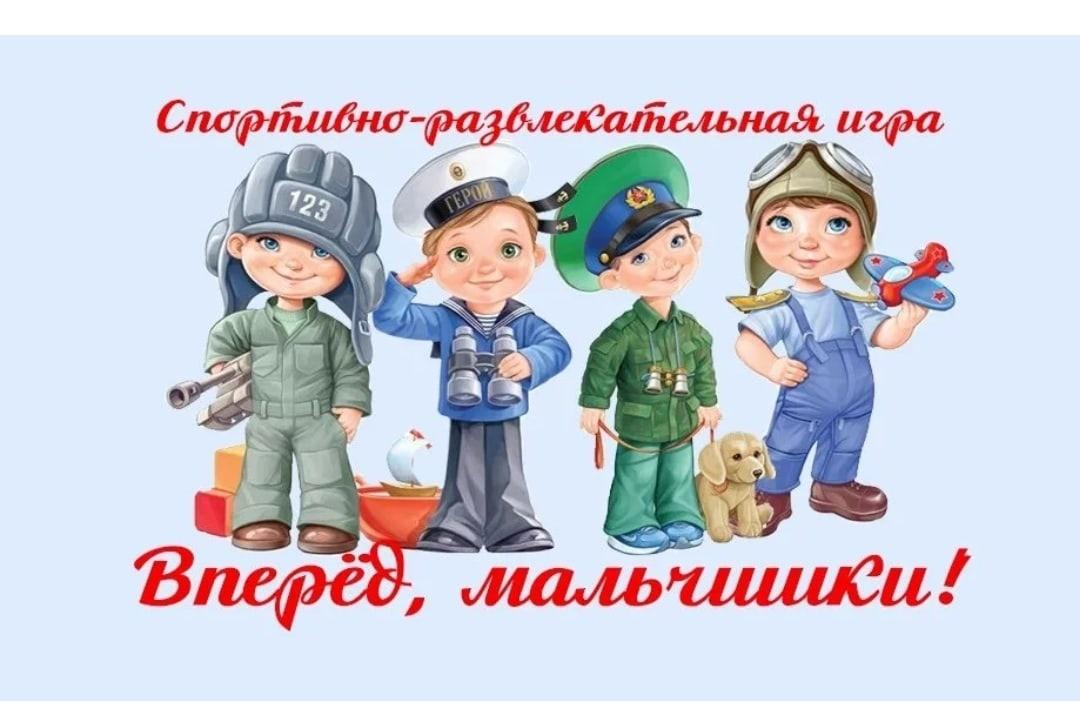 Спортивно-развлекательная игра
123
ГЕРОЙ
Вперёд, мальчишки!